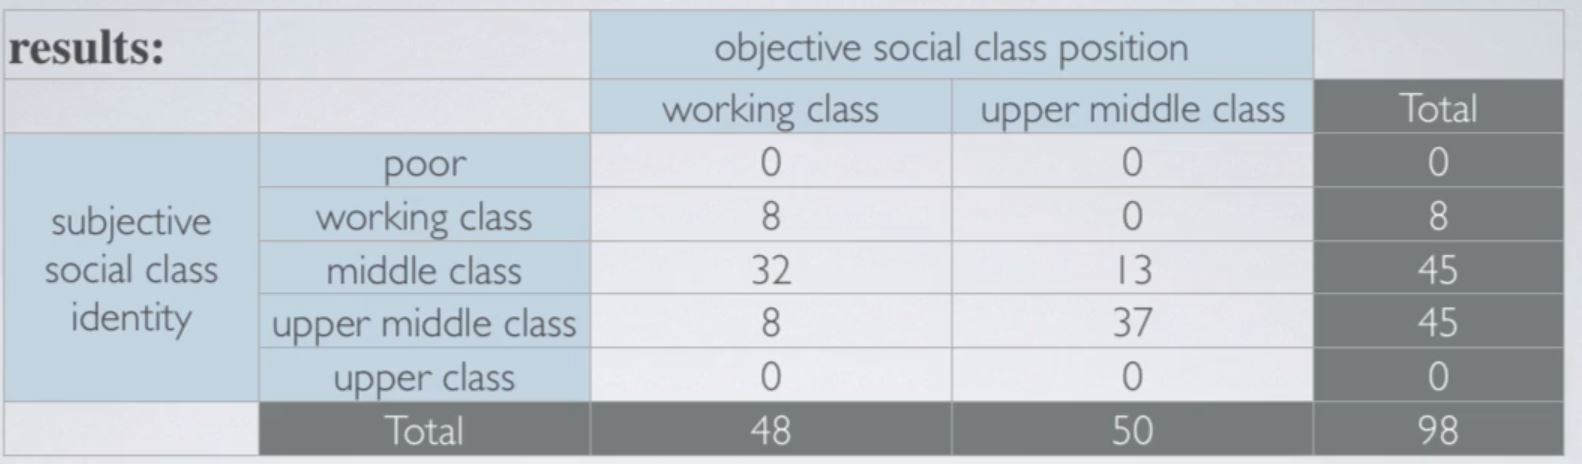 results: objective social class position
working class upper middle class Total
poor 0 0 0
subjective social class identity
working class 8 0 8
middle class 32 13 45
upper middle class 8 37 45
upper class 0 0 0
Total 48 50 98